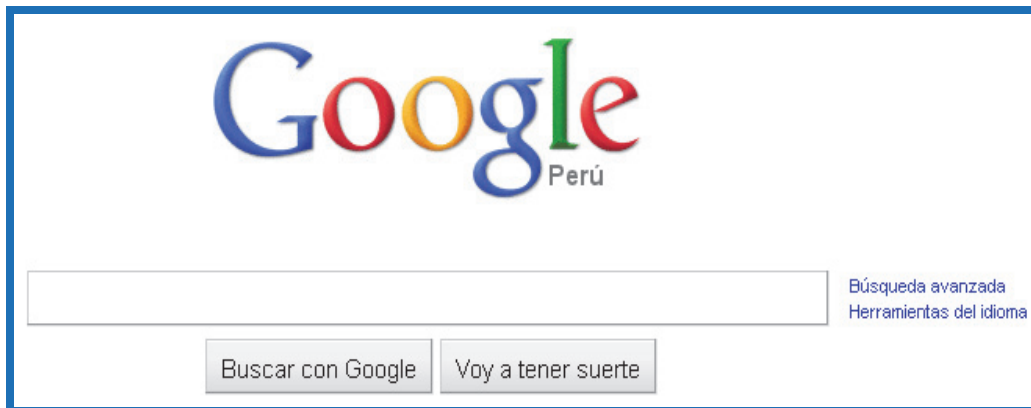 Google
Perú
Búsqueda avanzada
Herramientas del idioma
Buscar con Google
Voy a tener suerte